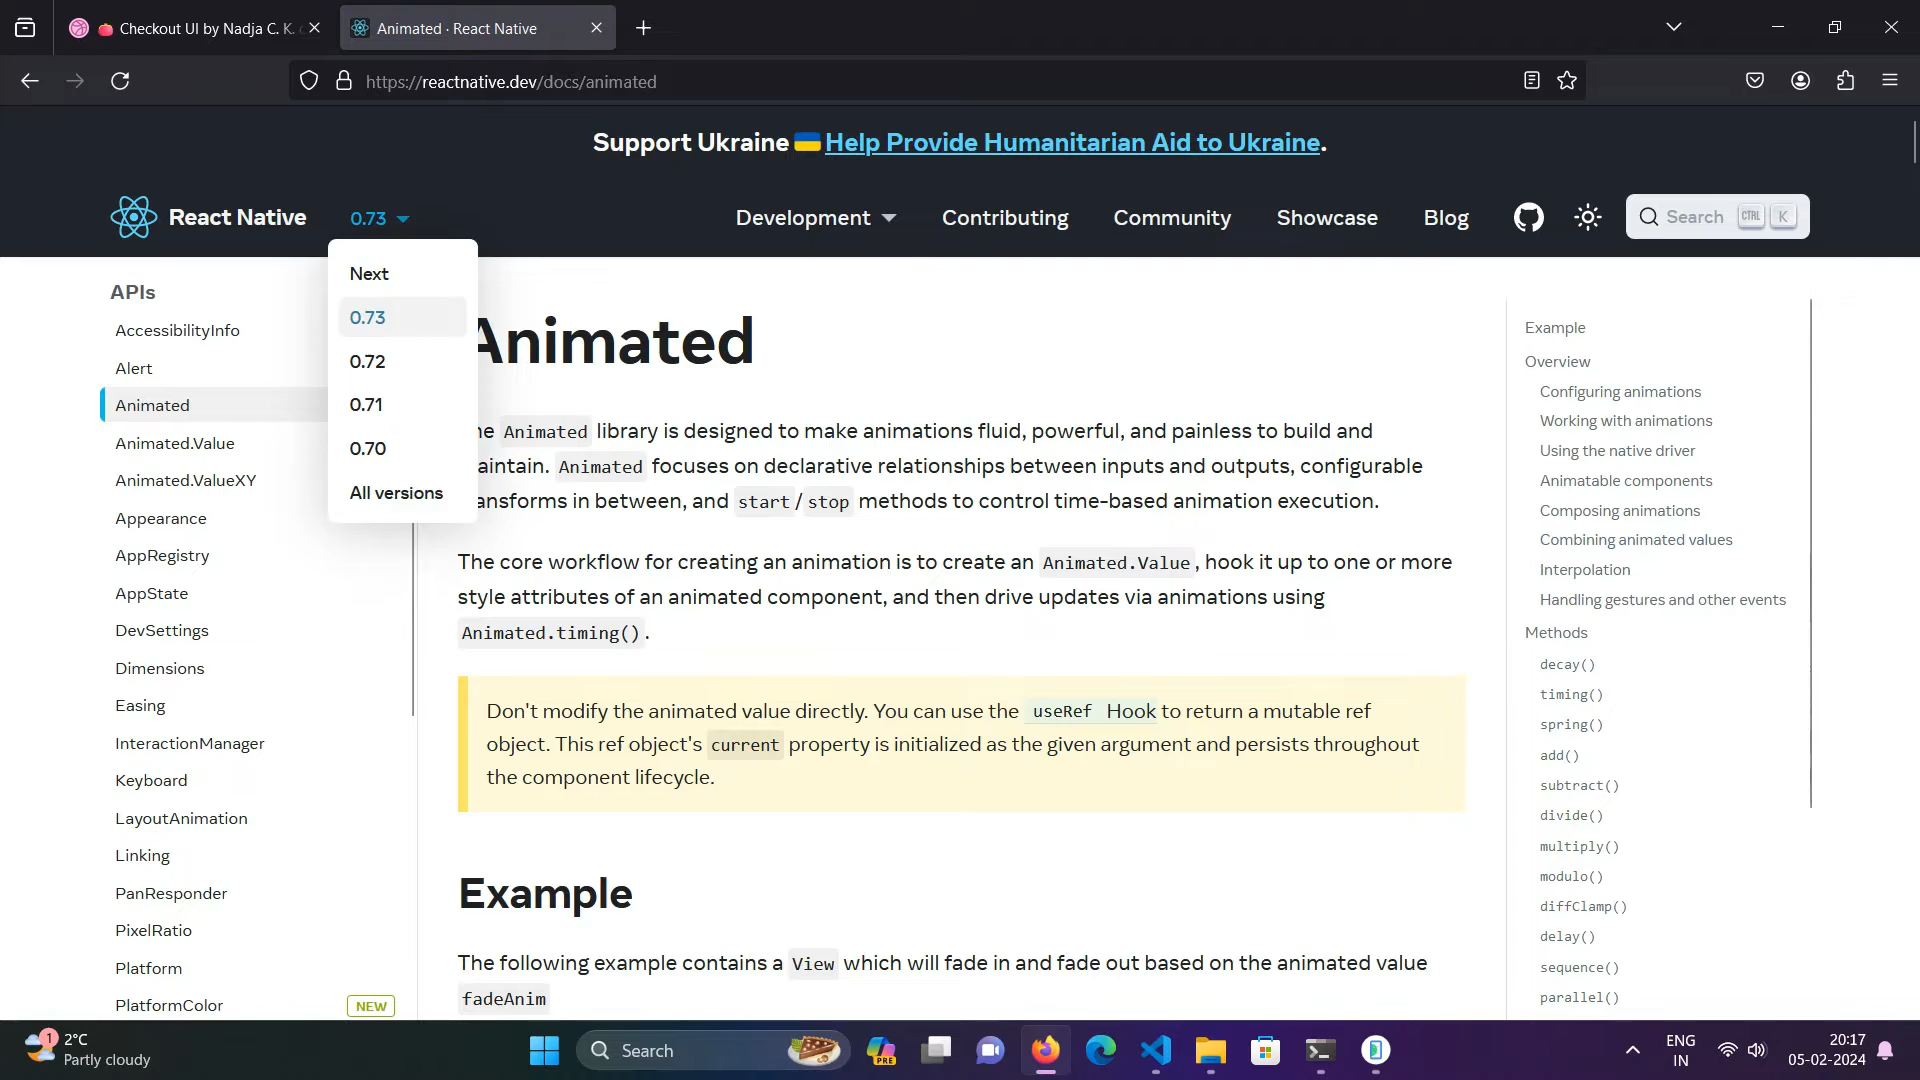 🍅 Checkout UI by Nadja C. K.
Animated · React Native
https://reactnative.dev/docs/animated
Support Ukraine 🇺🇦 Help Provide Humanitarian Aid to Ukraine.
React Native
0.73
Development
Contributing
Community
Showcase
Blog
Search
CTRL
K
Next
0.73
0.72
0.71
0.70
All versions
APIs
AccessibilityInfo
Alert
Animated
Animated.Value
Animated.ValueXY
Appearance
AppRegistry
AppState
DevSettings
Dimensions
Easing
InteractionManager
Keyboard
LayoutAnimation
Linking
PanResponder
PixelRatio
Platform
PlatformColor
NEW
Animated
he Animated library is designed to make animations fluid, powerful, and painless to build and
aintain. Animated focuses on declarative relationships between inputs and outputs, configurable
ansforms in between, and start/stop methods to control time-based animation execution.
The core workflow for creating an animation is to create an Animated.Value, hook it up to one or more
style attributes of an animated component, and then drive updates via animations using
Animated.timing().
Don't modify the animated value directly. You can use the useRef Hook to return a mutable ref
object. This ref object's current property is initialized as the given argument and persists throughout
the component lifecycle.
Example
The following example contains a View which will fade in and fade out based on the animated value
fadeAnim
Example
Overview
Configuring animations
Working with animations
Using the native driver
Animatable components
Composing animations
Combining animated values
Interpolation
Handling gestures and other events
Methods
decay()
timing()
spring()
add()
subtract()
divide()
multiply()
modulo()
diffClamp()
delay()
sequence()
parallel()
1
2°C
Partly cloudy
Search
PRE
ENG
IN
20:17
05-02-2024